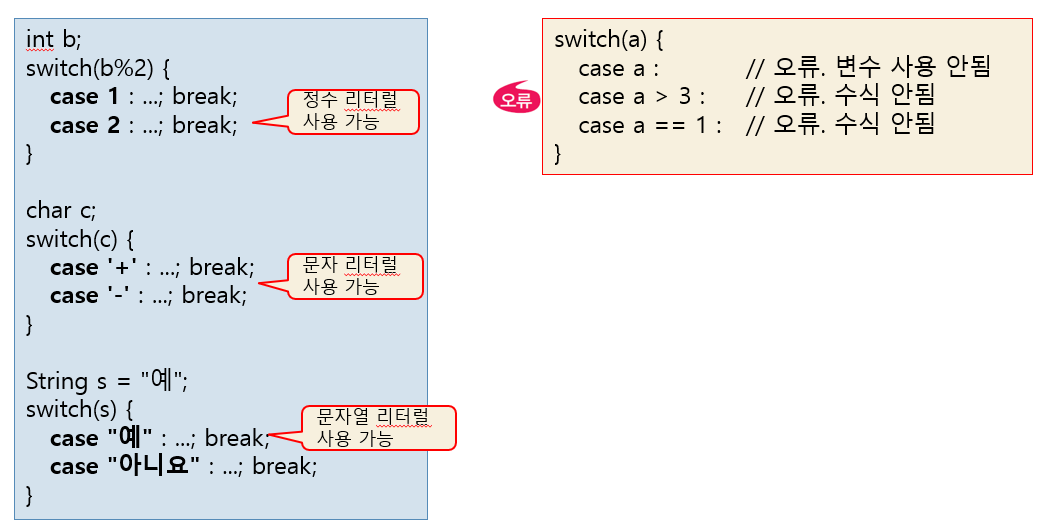 int b;
switch(b%2) {
case 1 : ...; break;
case 2 : ...; break;
}
정수 리터럴
사용 가능
char c;
switch(c) {
case '+' : ...; break;
case '-' : ...; break;
}
문자 리터럴
사용 가능
String s = "예";
switch(s) {
case "예" : ...; break;
case "아니요" : ...; break;
}
문자열 리터럴
사용 가능
오류
switch(a) {
case a : // 오류. 변수 사용 안됨
case a > 3 : // 오류. 수식 안됨
case a == 1 : // 오류. 수식 안됨
}